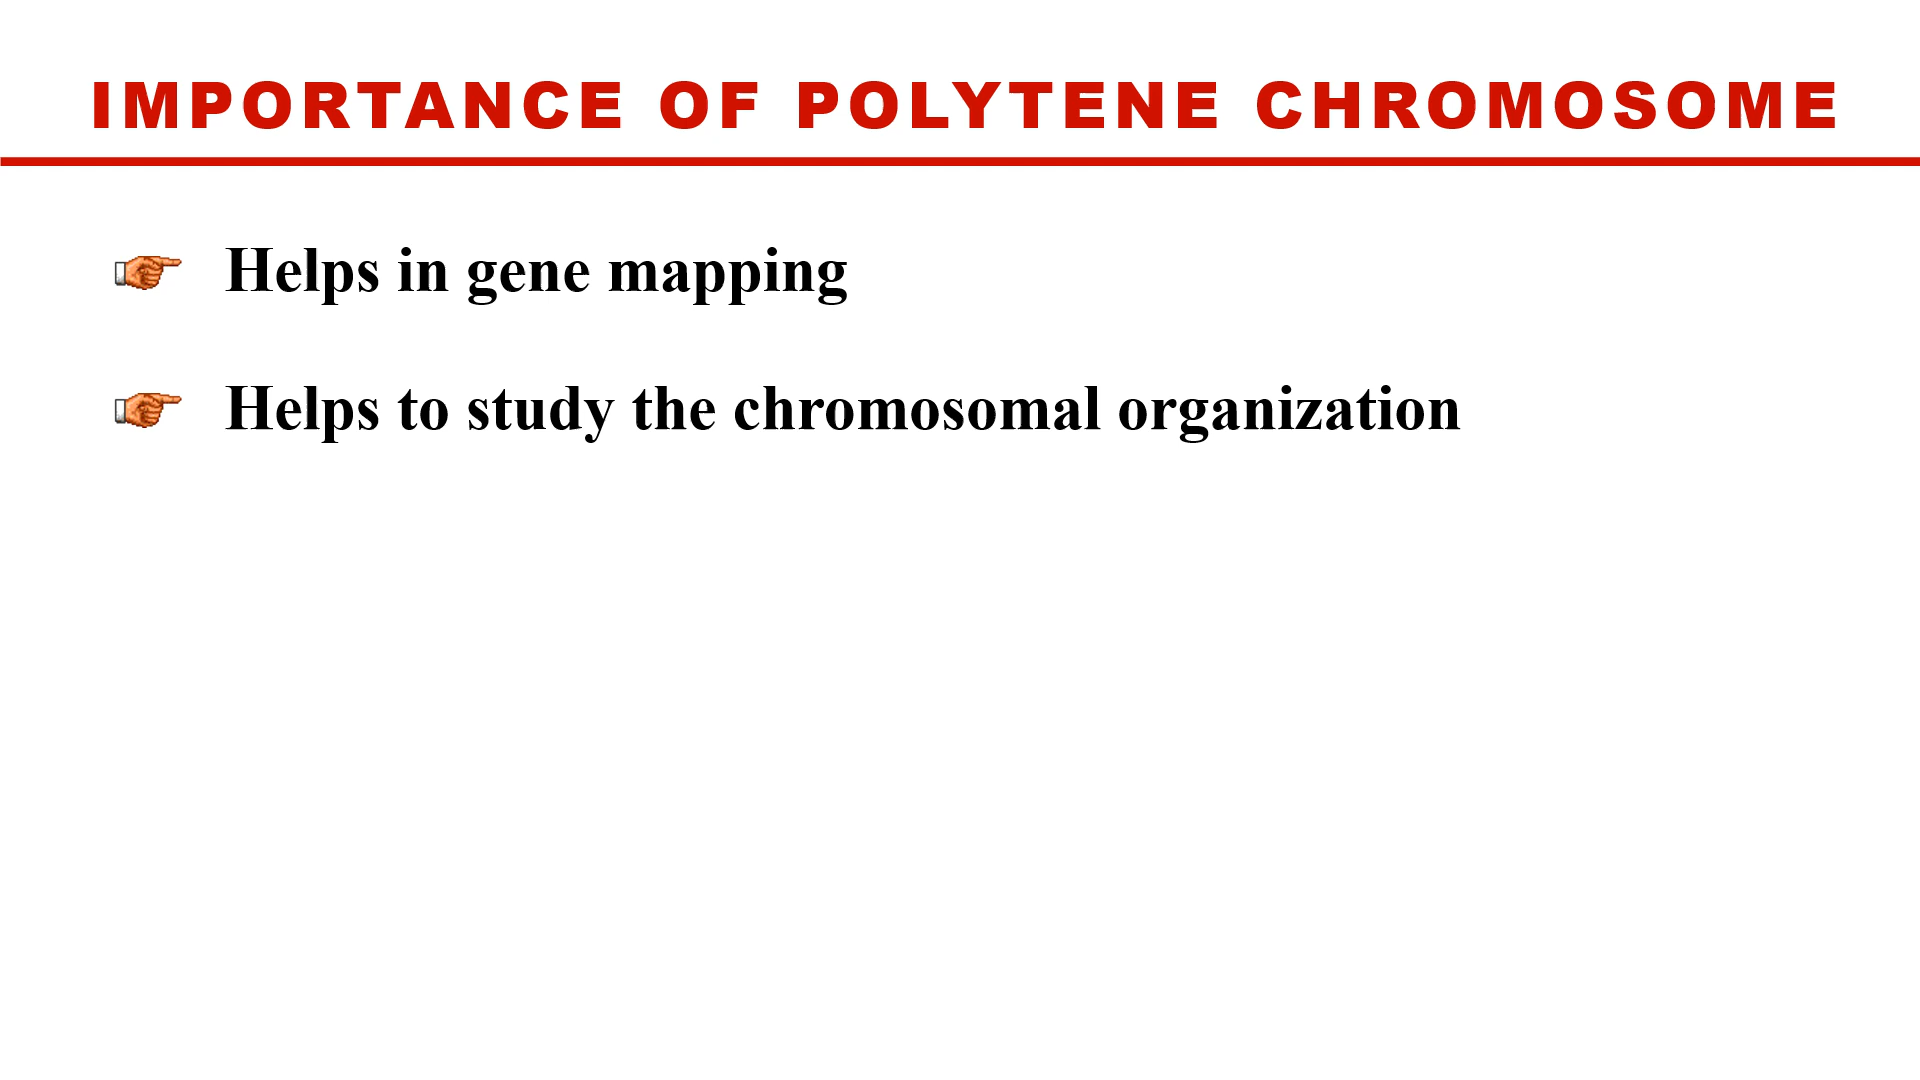 IMPORTANCE OF POLYTENE CHROMOSOME
Helps in gene mapping
Helps to study the chromosomal organization